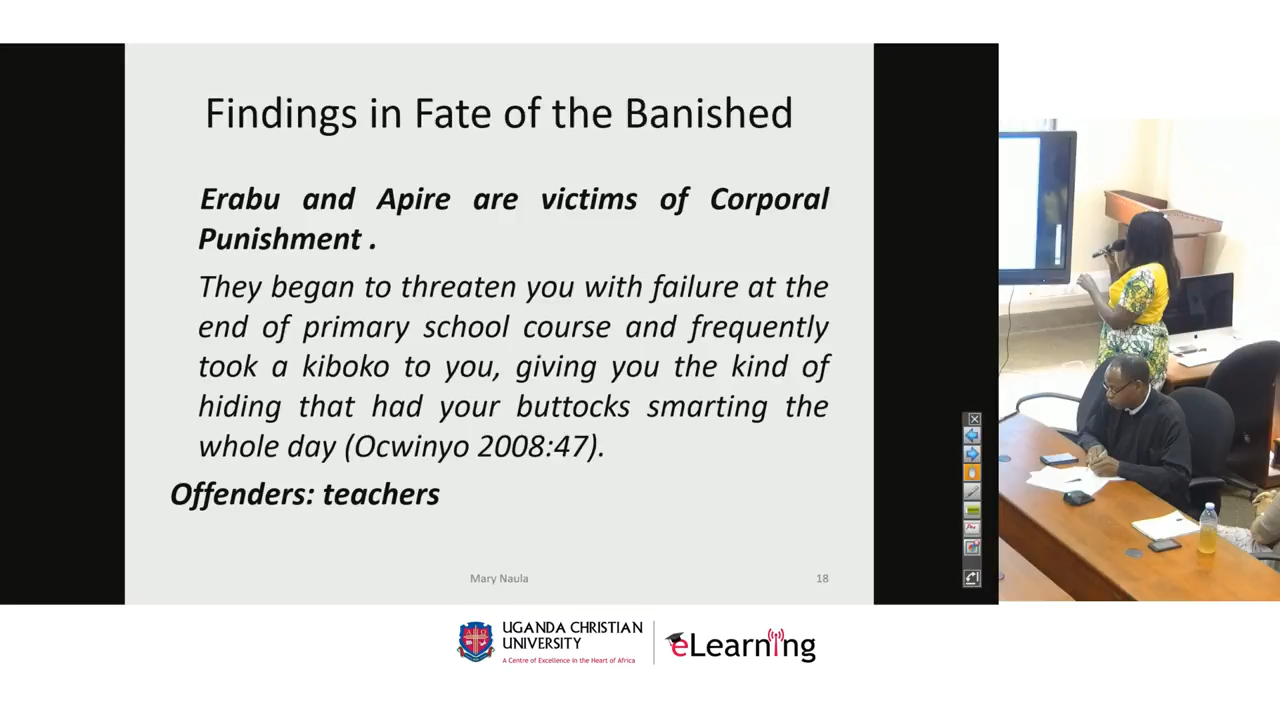 Findings in Fate of the Banished
Erabu and Apire are victims of Corporal
Punishment .
They began to threaten you with failure at the
end of primary school course and frequently
took a kiboko to you, giving you the kind of
hiding that had your buttocks smarting the
whole day (Ocwinyo 2008:47).
Offenders: teachers
Mary Naula 18
UGANDA CHRISTIAN
UNIVERSITY
A Centre of Excellence in the Heart of Africa
eLearning